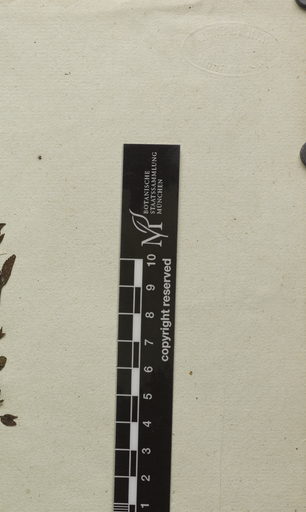 BOTANISCHE
STAATSSAMMLUNG
MÜNCHEN
10 9 8 7 6 5 4 3 2 1
copyright reserved